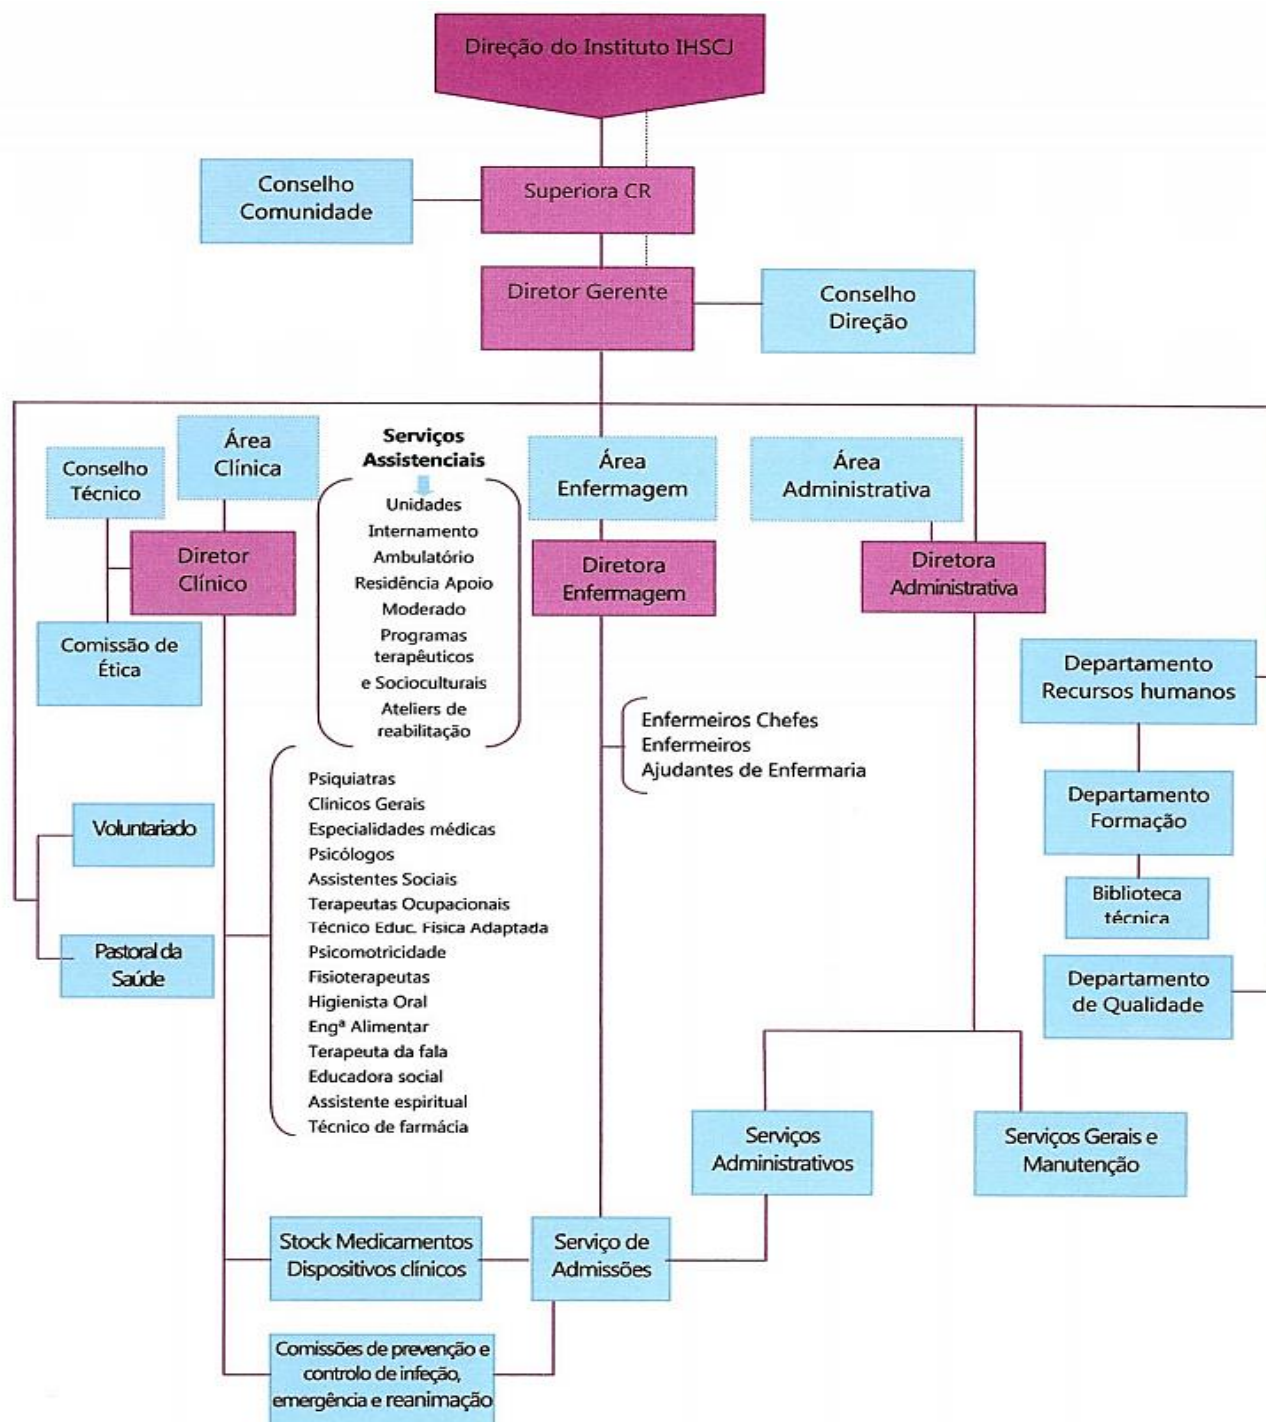 Direção do Instituto IHSCJ
Conselho
Comunidade
Superiora CR
Diretor Gerente
Conselho
Direção
Conselho
Técnico
Área
Clínica
Diretor
Clínico
Comissão de
Ética
Serviços
Assistenciais
Unidades
Internamento
Ambulatório
Residência Apoio
Moderado
Programas
terapêuticos
e Socioculturais
Ateliers de
reabilitação
Área
Enfermagem
Diretora
Enfermagem
Área
Administrativa
Diretora
Administrativa
Departamento
Recursos humanos
Enfermeiros Chefes
Enfermeiros
Ajudantes de Enfermaria
Departamento
Formação
Biblioteca
técnica
Departamento
de Qualidade
Voluntariado
Pastoral da
Saúde
Psiquiatras
Clínicos Gerais
Especialidades médicas
Psicólogos
Assistentes Sociais
Terapeutas Ocupacionais
Técnico Educ. Física Adaptada
Psicomotricidade
Fisioterapeutas
Higienista Oral
Engª Alimentar
Terapeuta da fala
Educadora social
Assistente espiritual
Técnico de farmácia
Serviços
Administrativos
Serviços Gerais e
Manutenção
Stock Medicamentos
Dispositivos clínicos
Serviço de
Admissões
Comissões de prevenção e
controlo de infeção,
emergência e reanimação